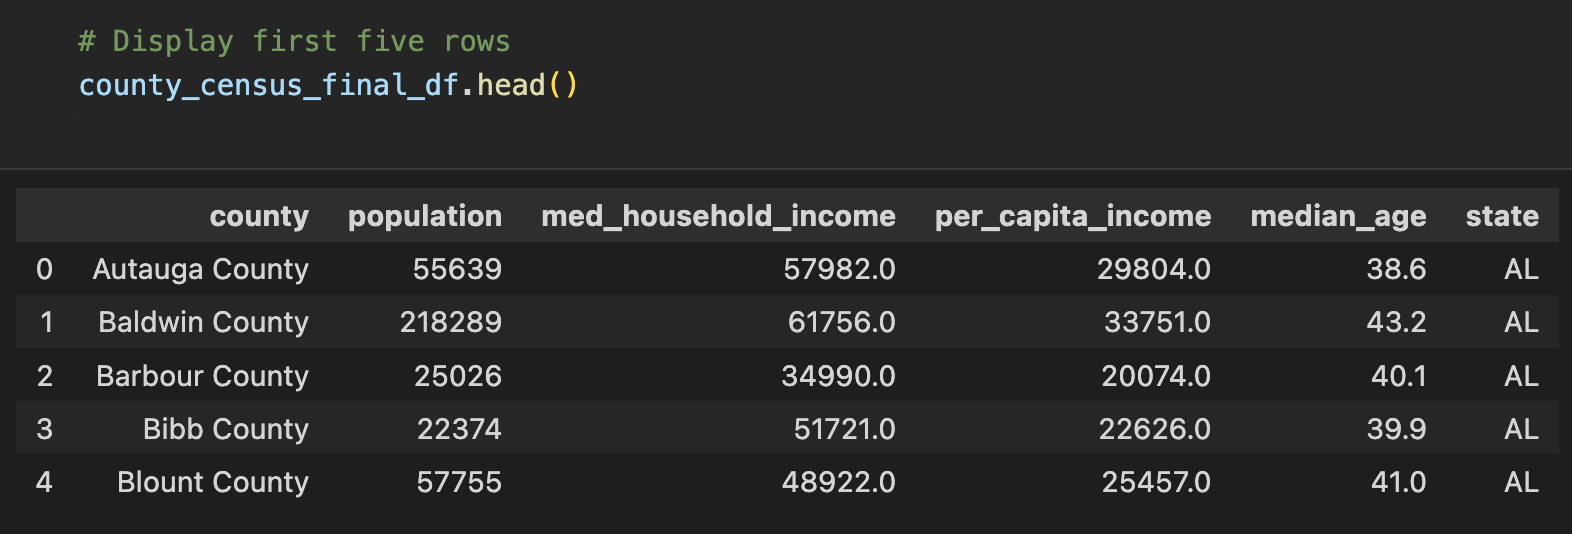 # Display first five rows
county_census_final_df.head()
county population med_household_income per_capita_income median_age state
0 Autauga County 55639 57982.0 29804.0 38.6 AL
1 Baldwin County 218289 61756.0 33751.0 43.2 AL
2 Barbour County 25026 34990.0 20074.0 40.1 AL
3 Bibb County 22374 51721.0 22626.0 39.9 AL
4 Blount County 57755 48922.0 25457.0 41.0 AL